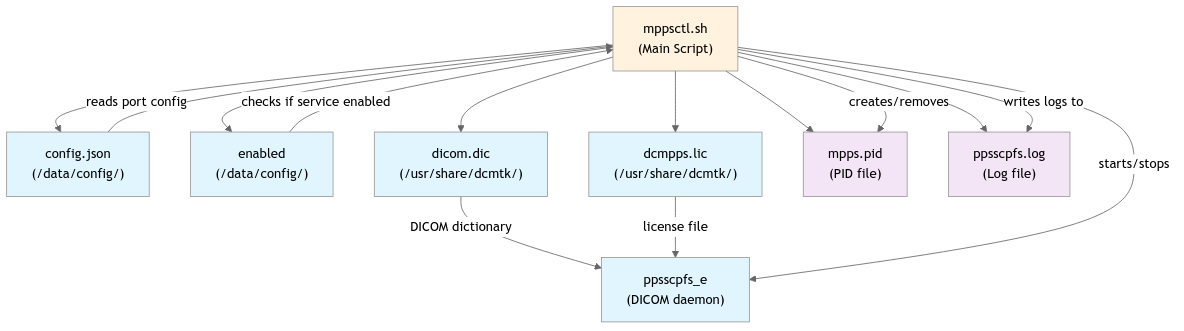 mppsctl.sh
(Main Script)
reads port config
checks if service enabled
creates/removes
writes logs to
config.json
(/data/config/)
enabled
(/data/config/)
dicom.dic
(/usr/share/dcmtk/)
dcmpps.lic
(/usr/share/dcmtk/)
mpps.pid
(PID file)
ppsscpfs.log
(Log file)
starts/stops
DICOM dictionary
license file
ppsscpfs_e
(DICOM daemon)